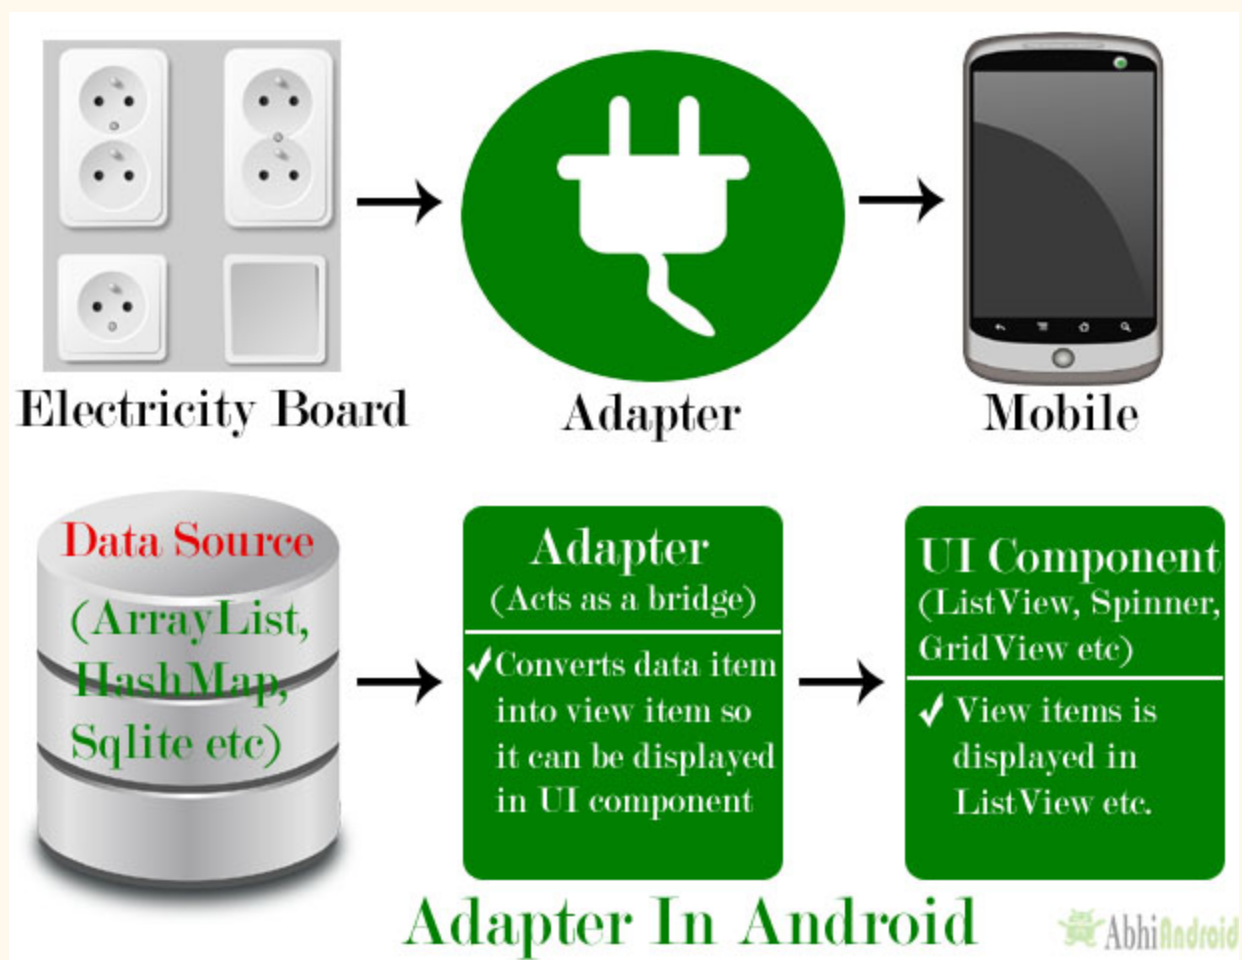 Electricity Board
Adapter
Mobile
Data Source
(ArrayList,
HashMap,
Sqlite etc)
Adapter
(Acts as a bridge)
Converts data item
into view item so
it can be displayed
in UI component
UI Component
(ListView, Spinner,
GridView etc)
View items is
displayed in
ListView etc.
Adapter In Android
AbhiAndroid